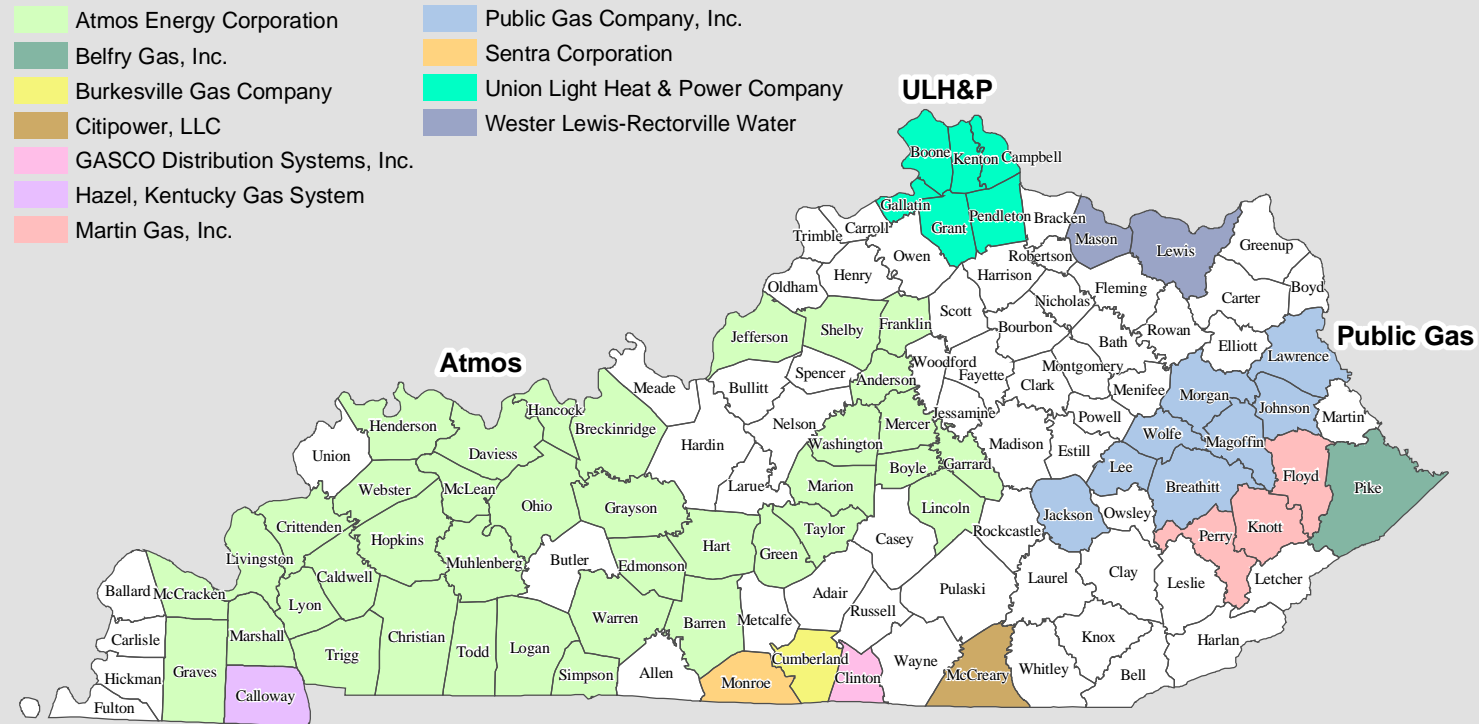 Atmos Energy Corporation
Belfry Gas, Inc.
Burkesville Gas Company
Citipower, LLC
GASCO Distribution Systems, Inc.
Hazel, Kentucky Gas System
Martin Gas, Inc.
Public Gas Company, Inc.
Sentra Corporation
Union Light Heat & Power Company
Wester Lewis-Rectorville Water
ULH&P
Boone
Kenton
Campbell
Gallatin
Grant
Pendleton
Bracken
Mason
Lewis
Greenup
Trimble
Carroll
Owen
Robertson
Oldham
Henry
Harrison
Fleming
Carter
Boyd
Nicholas
Jefferson
Shelby
Franklin
Scott
Bourbon
Rowan
Bath
Elliott
Lawrence
Public Gas
Atmos
Meade
Bullitt
Spencer
Anderson
Woodford
Fayette
Clark
Montgomery
Menifee
Morgan
Johnson
Martin
Hancock
Breckinridge
Henderson
Daviess
Union
Hardin
Nelson
Washington
Mercer
Jessamine
Madison
Powell
Estill
Wolfe
Magoffin
Floyd
Pike
Webster
McLean
Ohio
Grayson
Larue
Marion
Boyle
Garrard
Lincoln
Rockcastle
Jackson
Lee
Owsley
Breathitt
Perry
Knott
Crittenden
Livingston
Hopkins
Muhlenberg
Butler
Edmonson
Hart
Green
Taylor
Casey
Laurel
Clay
Leslie
Letcher
Ballard
McCracken
Lyon
Caldwell
Warren
Barren
Metcalfe
Adair
Russell
Pulaski
Carlisle
Graves
Marshall
Trigg
Christian
Todd
Logan
Simpson
Allen
Monroe
Cumberland
Clinton
Wayne
McCreary
Whitley
Knox
Bell
Harlan
Hickman
Fulton
Calloway